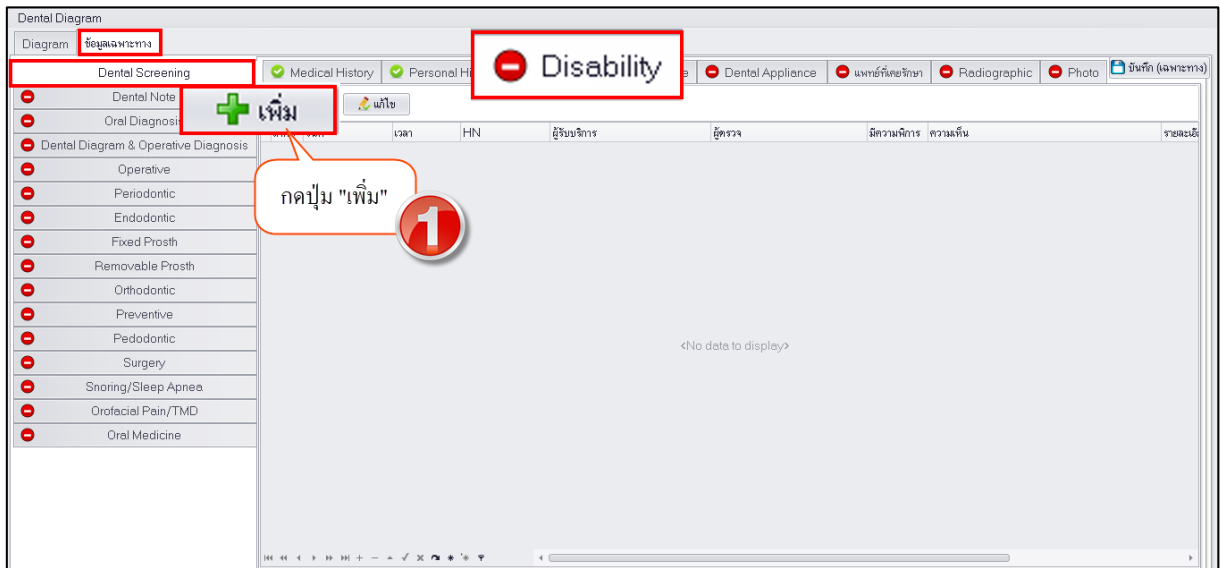 Dental Diagram
Diagram ข้อมูลเฉพาะทาง
Dental Screening
Medical History Personal Hi Disability e Dental Appliance แพทย์ที่เคยรักษา Radiographic Photo บันทึก (เฉพาะทาง)
Dental Note
เพิ่ม แก้ไข
Oral Diagnosis
เวลา HN ผู้รับบริการ ผู้ตรวจ มีความพิการ ความเห็น รายละเอี
Dental Diagram & Operative Diagnosis
Operative
Periodontic
กดปุ่ม "เพิ่ม"
1
Endodontic
Fixed Prosth
Removable Prosth
Orthodontic
Preventive
Pedodontic
<No data to display>
Surgery
Snoring/Sleep Apnea
Orofacial Pain/TMD
Oral Medicine